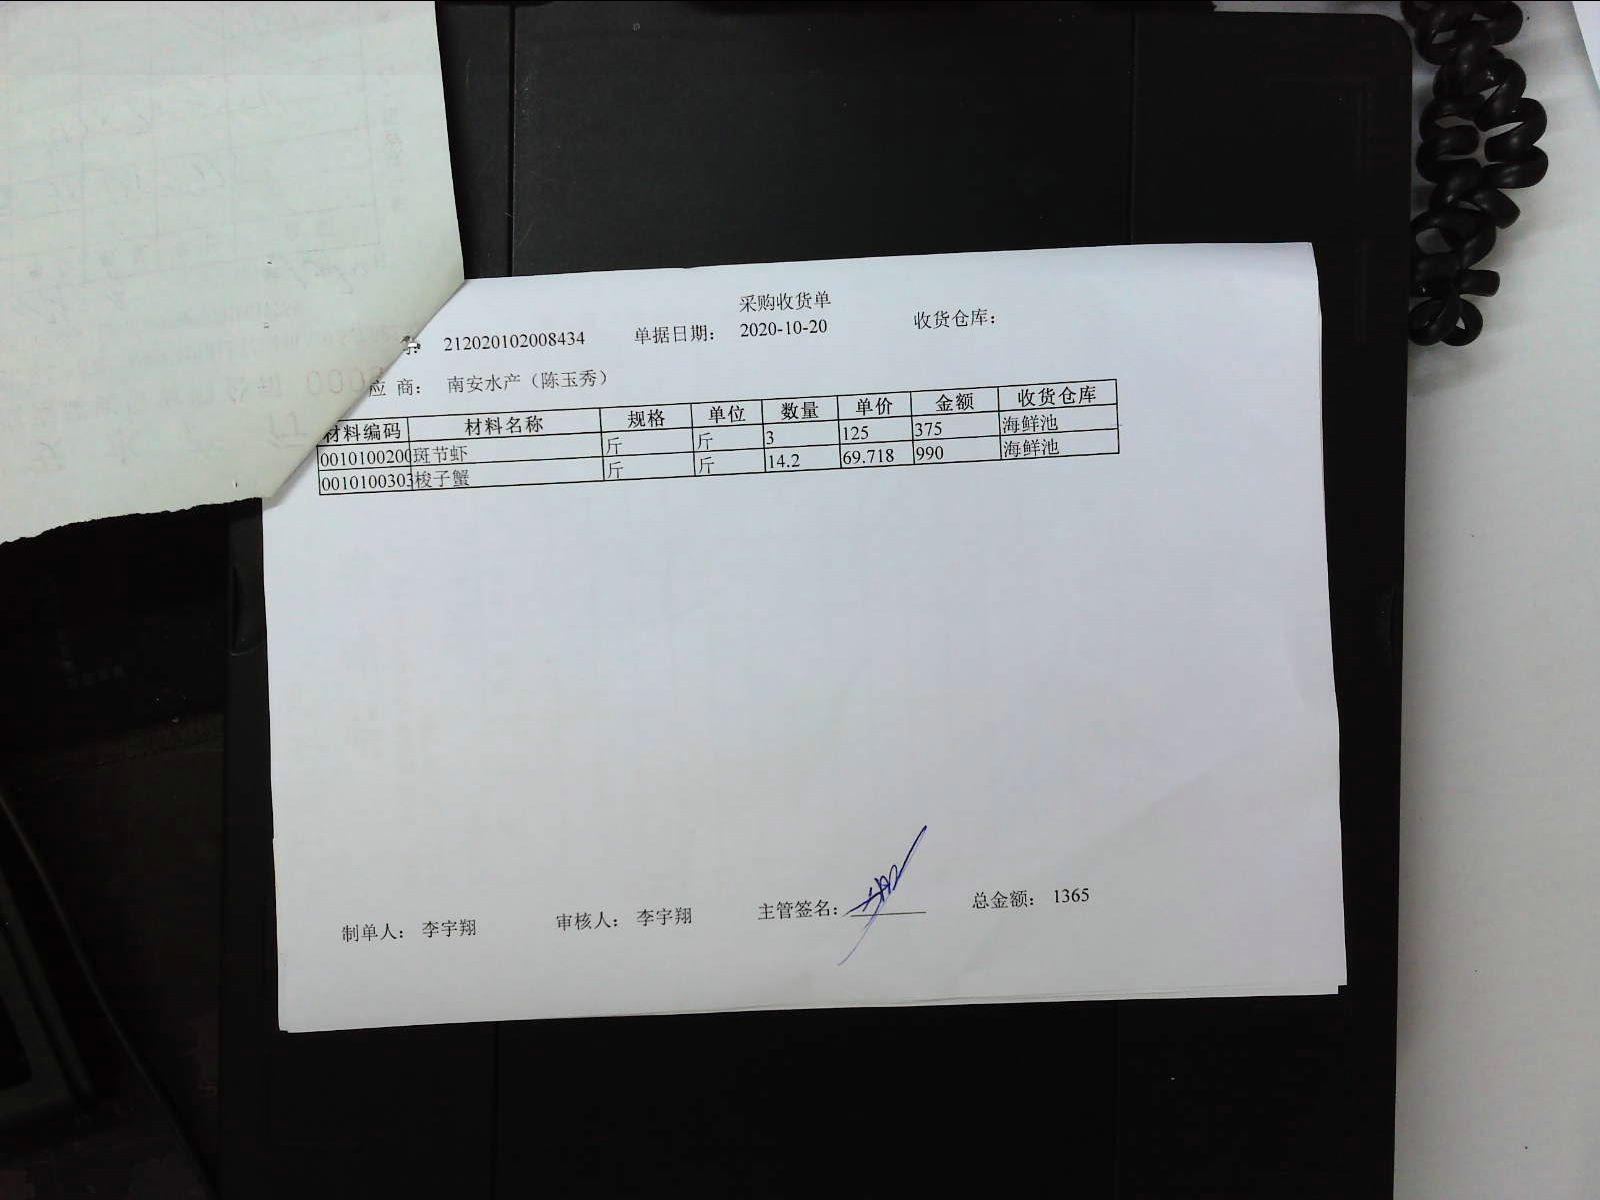 采购收货单
212020102008434 单据日期： 2020-10-20 收货仓库：
应 商： 南安水产（陈玉秀）
材料编码 材料名称 规格 单位 数量 单价 金额 收货仓库
0010100200 斑节虾 斤 斤 3 125 375 海鲜池
001010030 梭子蟹 斤 斤 14.2 69.718 990 海鲜池
制单人： 李宇翔 审核人： 李宇翔 主管签名： 总金额： 1365